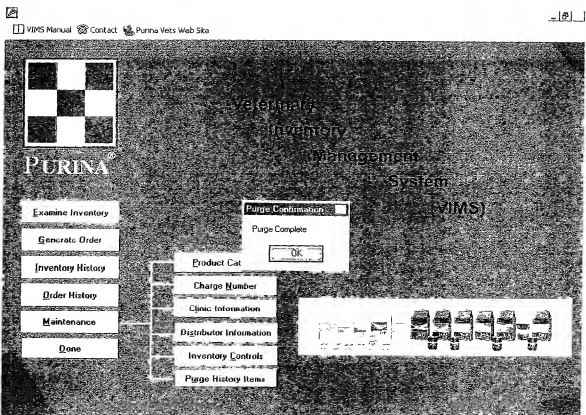 VIMS Manual Contact Purina Vets Web Site
Veterinary
Inventory
Management
System
(VIMS)
PURINA®
Purge Confirmation
Purge Complete
OK
Examine Inventory
Generate Order
Inventory History
Order History
Maintenance
Done
Product Cat
Charge Number
Clinic Information
Distributor Information
Inventory Controls
Purge History Items